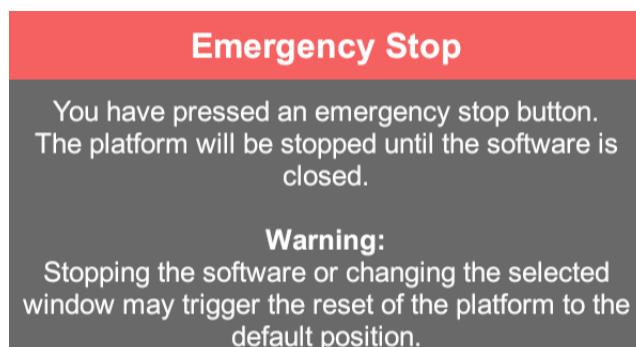 Emergency Stop
You have pressed an emergency stop button.
The platform will be stopped until the software is
closed.
Warning:
Stopping the software or changing the selected
window may trigger the reset of the platform to the
default position.